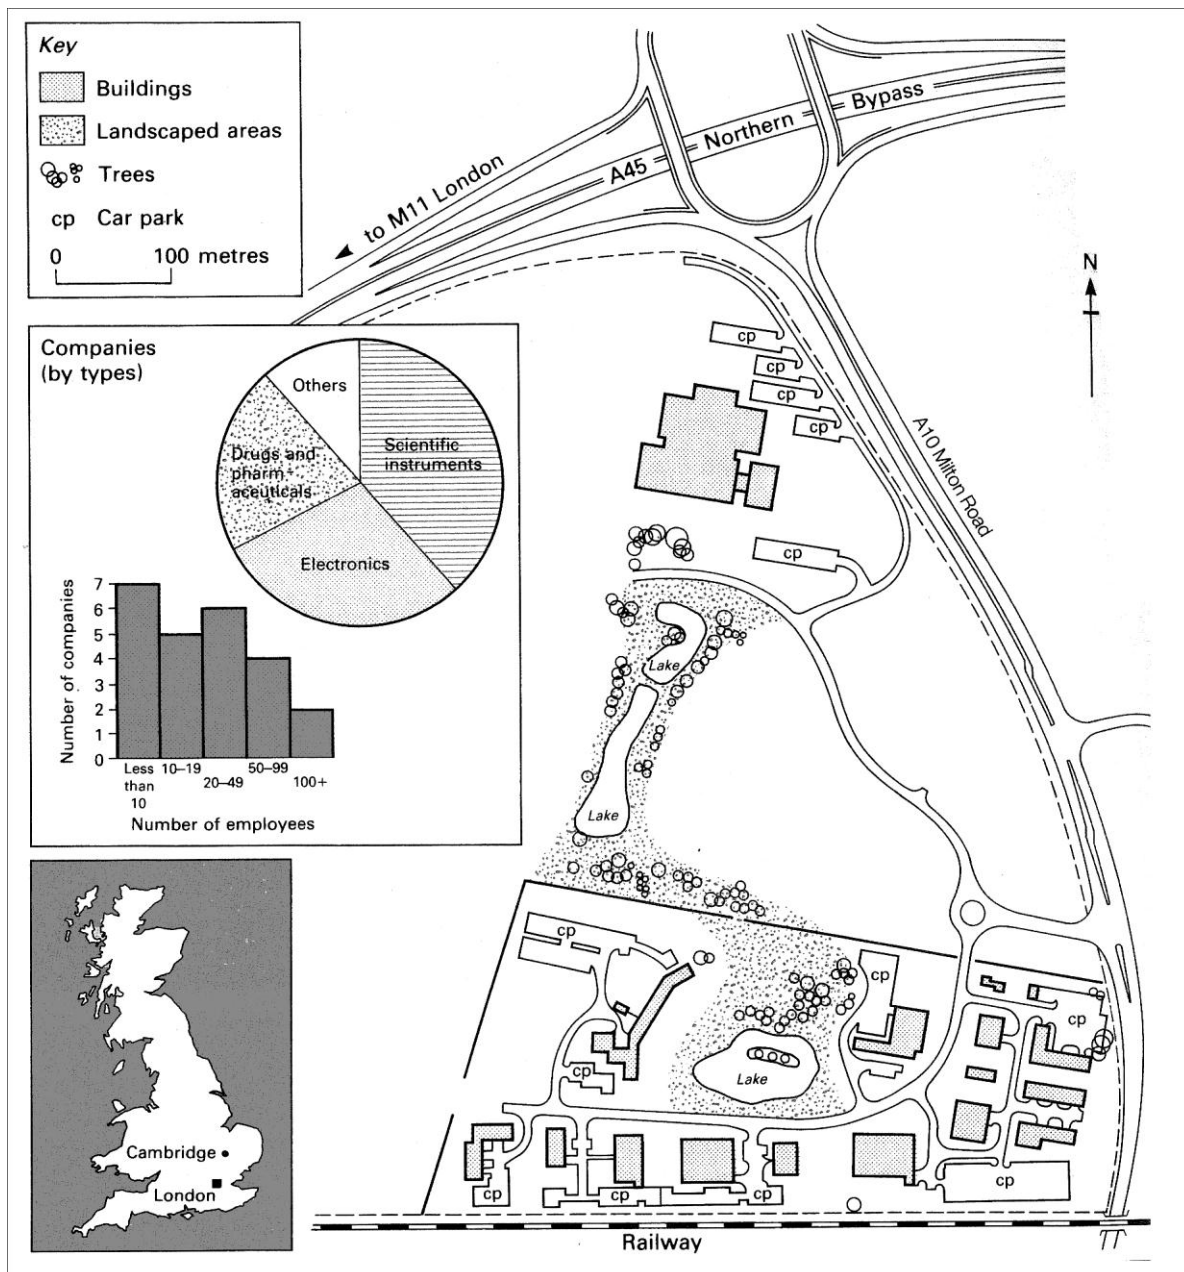 Key
Buildings
Landscaped areas
Trees
cp Car park
0 100 metres
to M11 London
A45 Northern Bypass
N
A10 Milton Road
Companies
(by types)
Others
Scientific
instruments
Drugs and
pharm-
aceuticals
Electronics
Number of companies
7
6
5
4
3
2
1
0
Less
than
10
10–19
20–49
50–99
100+
Number of employees
Cambridge
London
cp
cp
cp
cp
cp
Lake
Lake
cp
cp
cp
cp
Lake
cp
cp
cp
cp
Railway